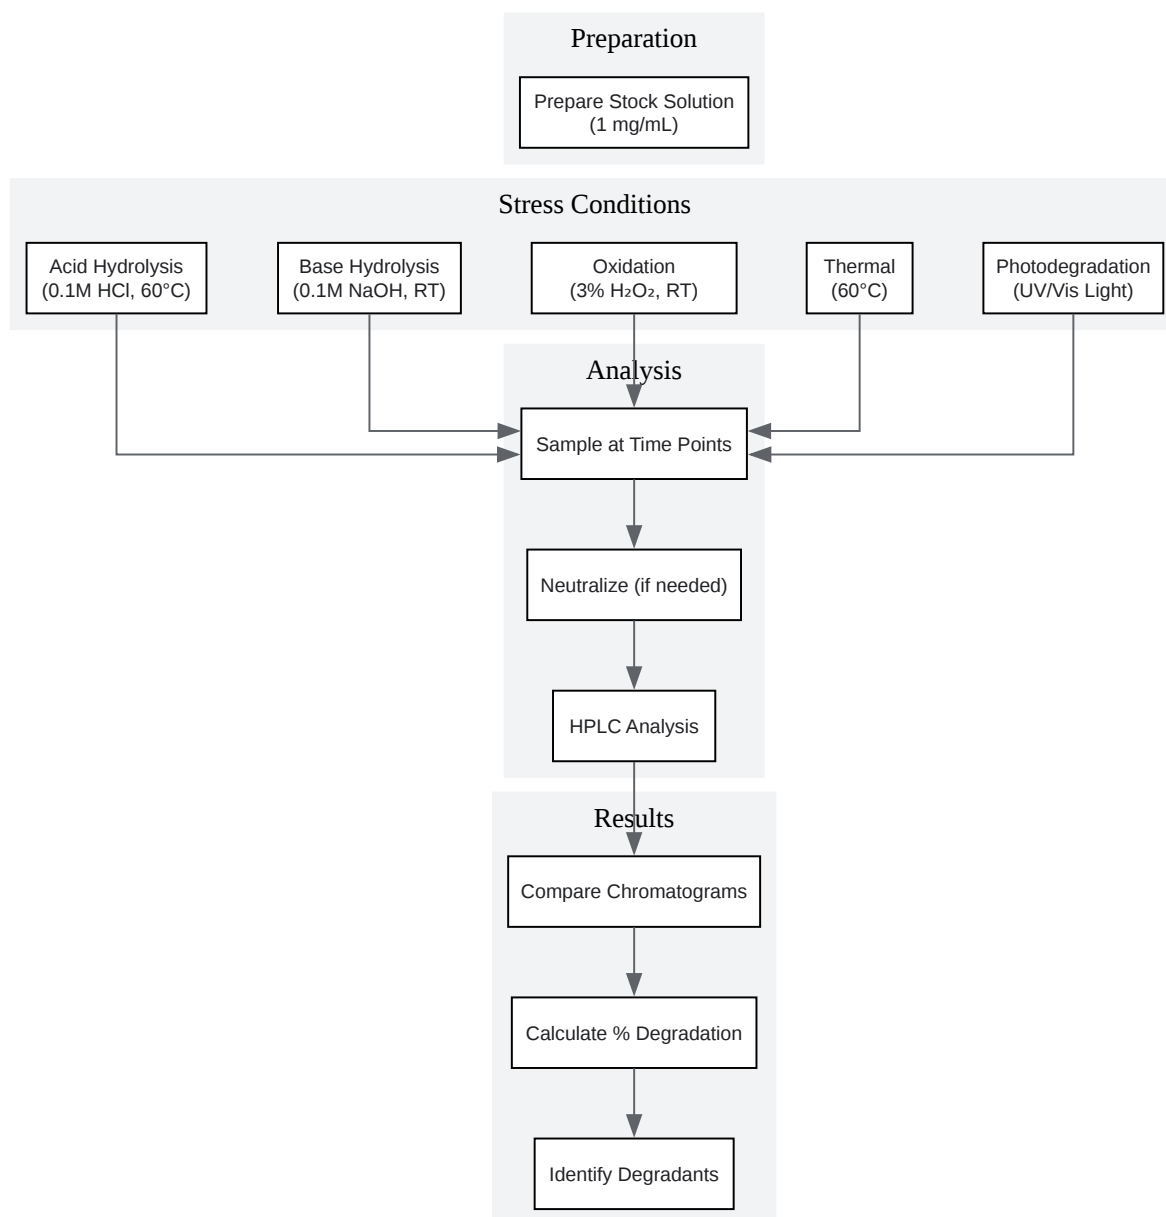 Preparation
Prepare Stock Solution
(1 mg/mL)
Stress Conditions
Acid Hydrolysis
(0.1M HCl, 60°C)
Base Hydrolysis
(0.1M NaOH, RT)
Oxidation
(3% H₂O₂, RT)
Thermal
(60°C)
Photodegradation
(UV/Vis Light)
Analysis
Sample at Time Points
Neutralize (if needed)
HPLC Analysis
Results
Compare Chromatograms
Calculate % Degradation
Identify Degradants